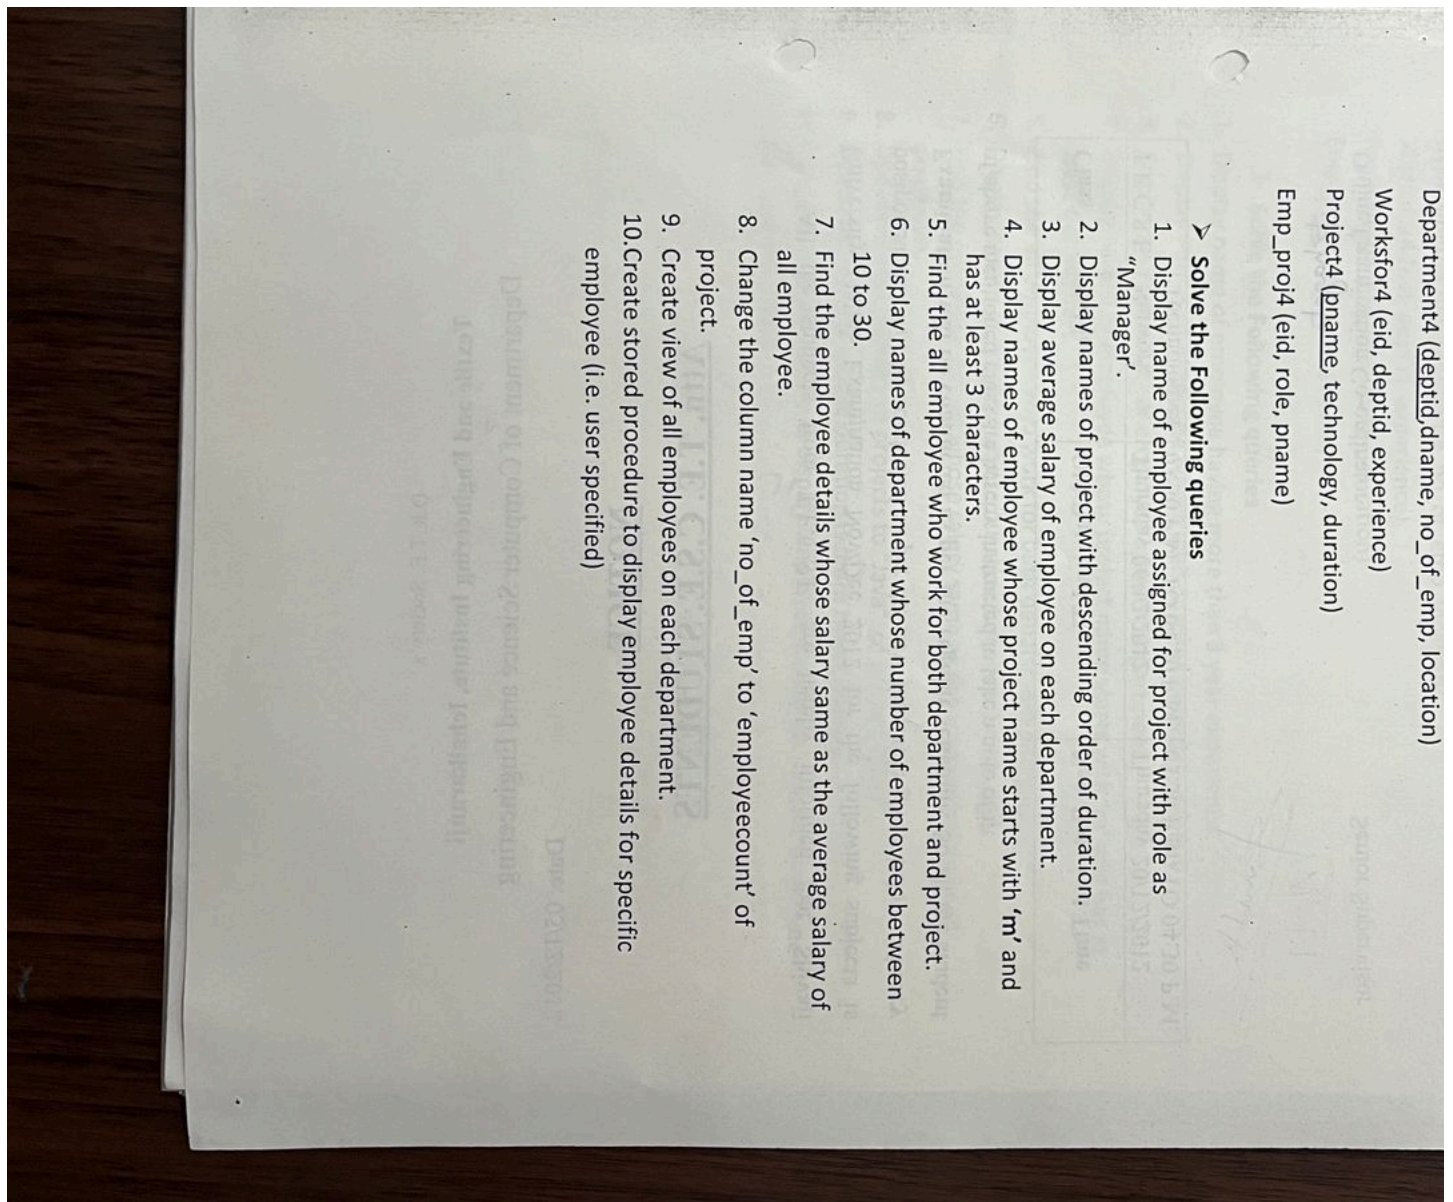 Department4 (deptid,dname, no_of_emp, location)
Worksfor4 (eid, deptid, experience)
Project4 (pname, technology, duration)
Emp_proj4 (eid, role, pname)
➢ Solve the Following queries
1. Display name of employee assigned for project with role as
“Manager’.
2. Display names of project with descending order of duration.
3. Display average salary of employee on each department.
4. Display names of employee whose project name starts with ‘m’ and
has at least 3 characters.
5. Find the all employee who work for both department and project.
6. Display names of department whose number of employees between
10 to 30.
7. Find the employee details whose salary same as the average salary of
all employee.
8. Change the column name ‘no_of_emp’ to ‘employeecount’ of
project.
9. Create view of all employees on each department.
10.Create stored procedure to display employee details for specific
employee (i.e. user specified)